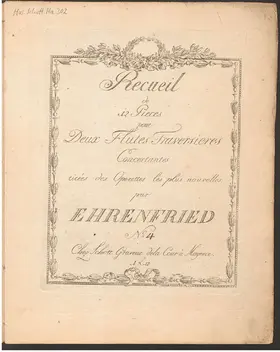 Recueil
de
12 Pieces
pour
Deux Flutes Traversieres
Concertantes
tirées des Operettes les plus nouvelles
par
EHRENFRIED
No. 4
Chez Schott Graveur de la Cour à Mayence